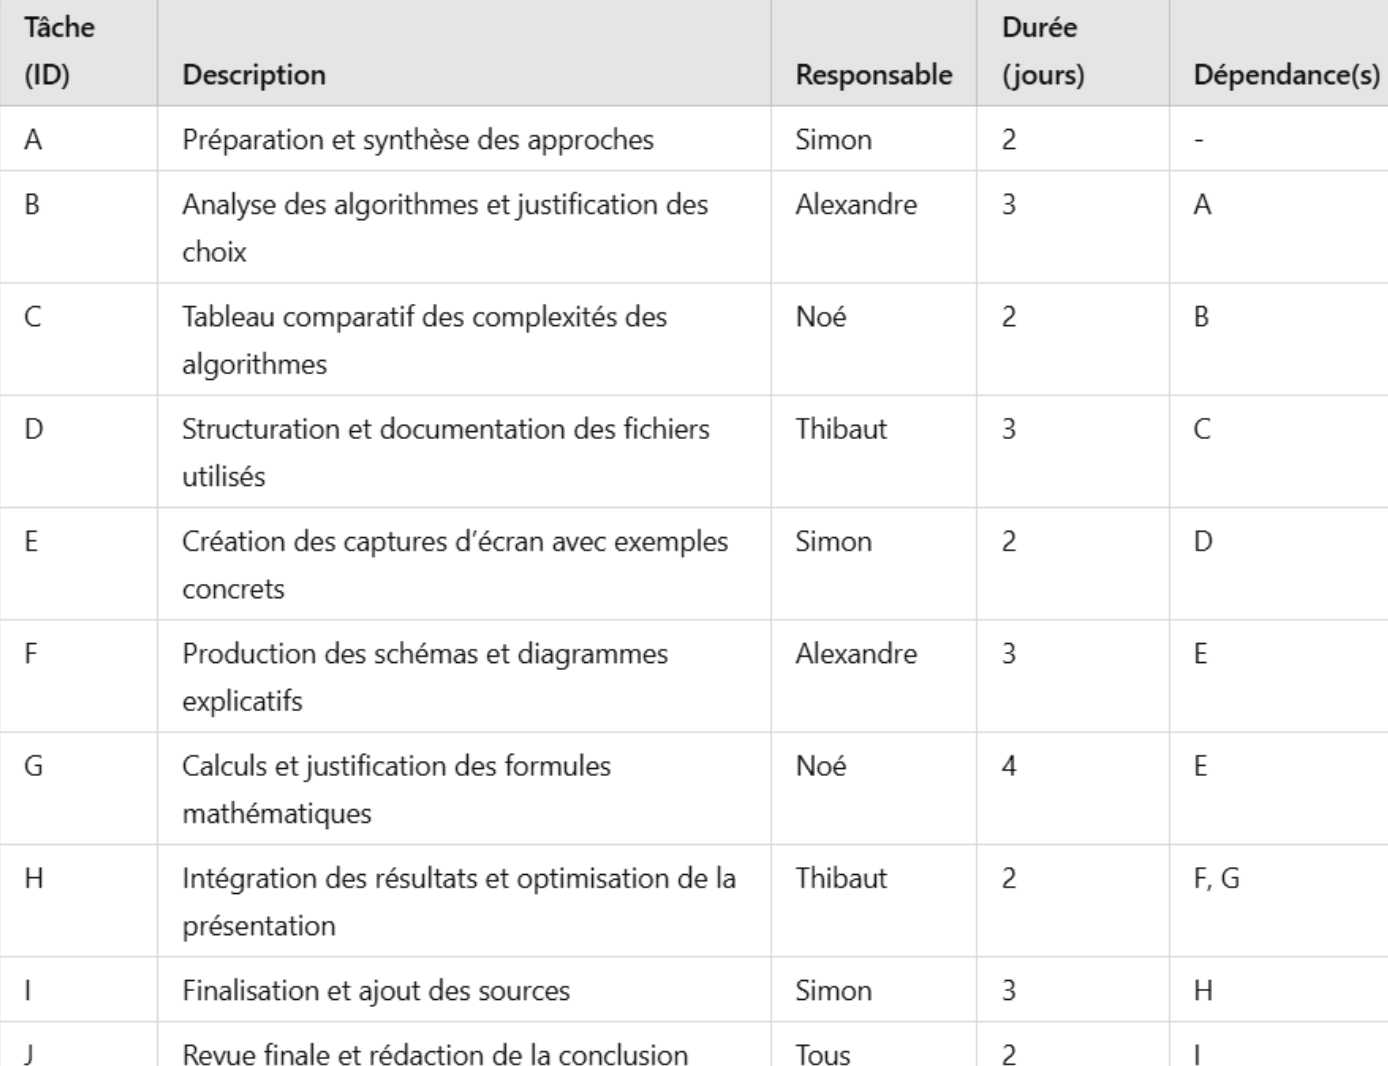 Tâche
(ID)
Description
Responsable
Durée
(jours)
Dépendance(s)
A
Préparation et synthèse des approches
Simon
2
-
B
Analyse des algorithmes et justification des
choix
Alexandre
3
A
C
Tableau comparatif des complexités des
algorithmes
Noé
2
B
D
Structuration et documentation des fichiers
utilisés
Thibaut
3
C
E
Création des captures d’écran avec exemples
concrets
Simon
2
D
F
Production des schémas et diagrammes
explicatifs
Alexandre
3
E
G
Calculs et justification des formules
mathématiques
Noé
4
E
H
Intégration des résultats et optimisation de la
présentation
Thibaut
2
F, G
I
Finalisation et ajout des sources
Simon
3
H
J
Revue finale et rédaction de la conclusion
Tous
2
I